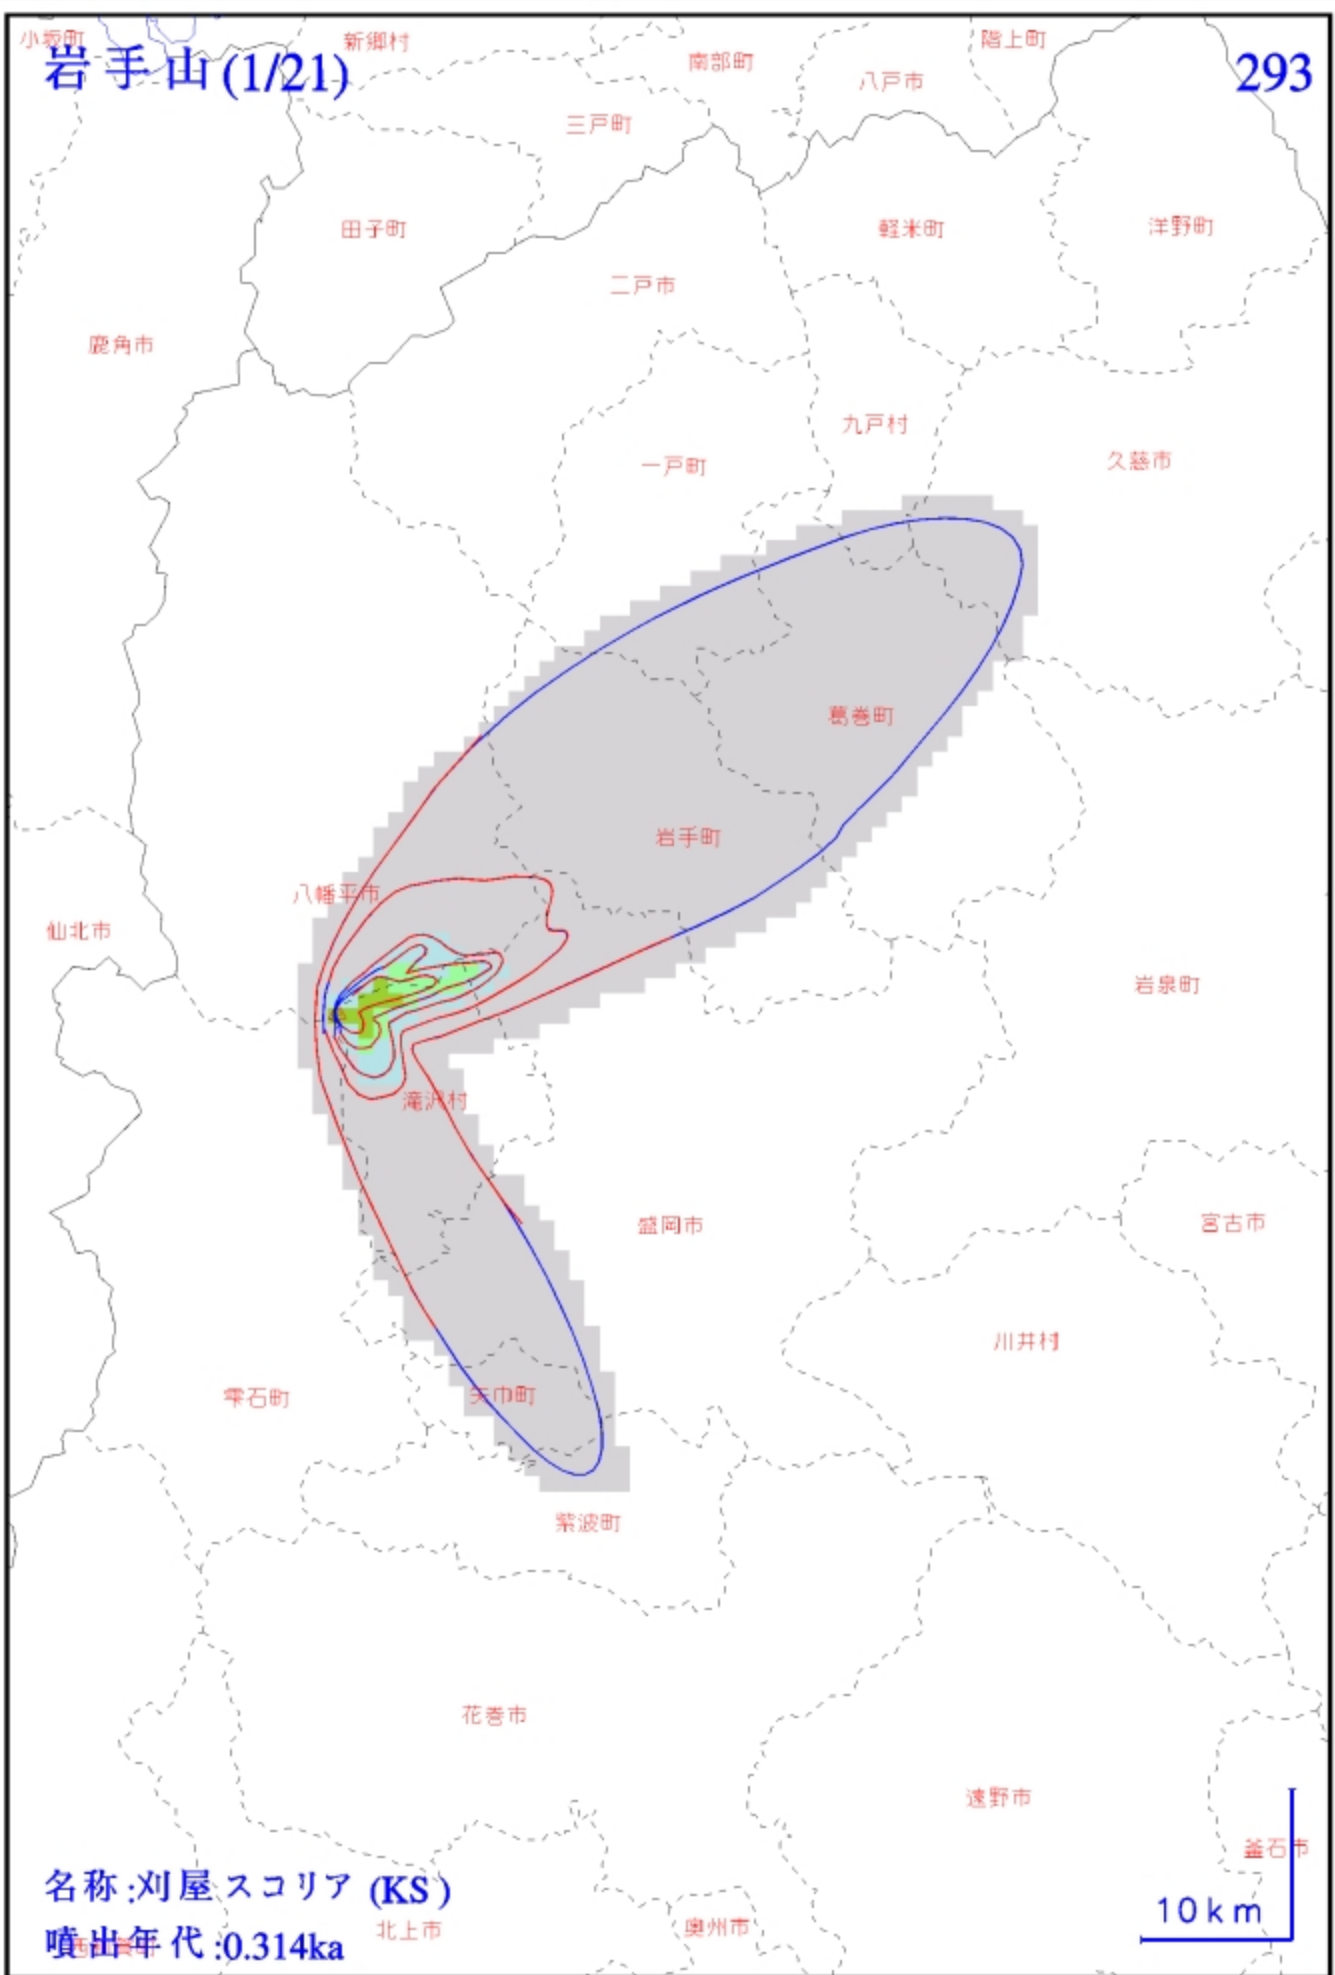 小坂町
新郷村
階上町
岩手山(1/21)
南部町
八戸市
293
三戸町
田子町
軽米町
洋野町
二戸市
鹿角市
九戸村
一戸町
久慈市
葛巻町
岩手町
八幡平市
仙北市
岩泉町
滝沢村
盛岡市
宮古市
川井村
雫石町
矢巾町
紫波町
花巻市
遠野市
釜石市
名称:刈屋スコリア (KS)
10km
北上市
奥州市
噴出年代:0.314ka